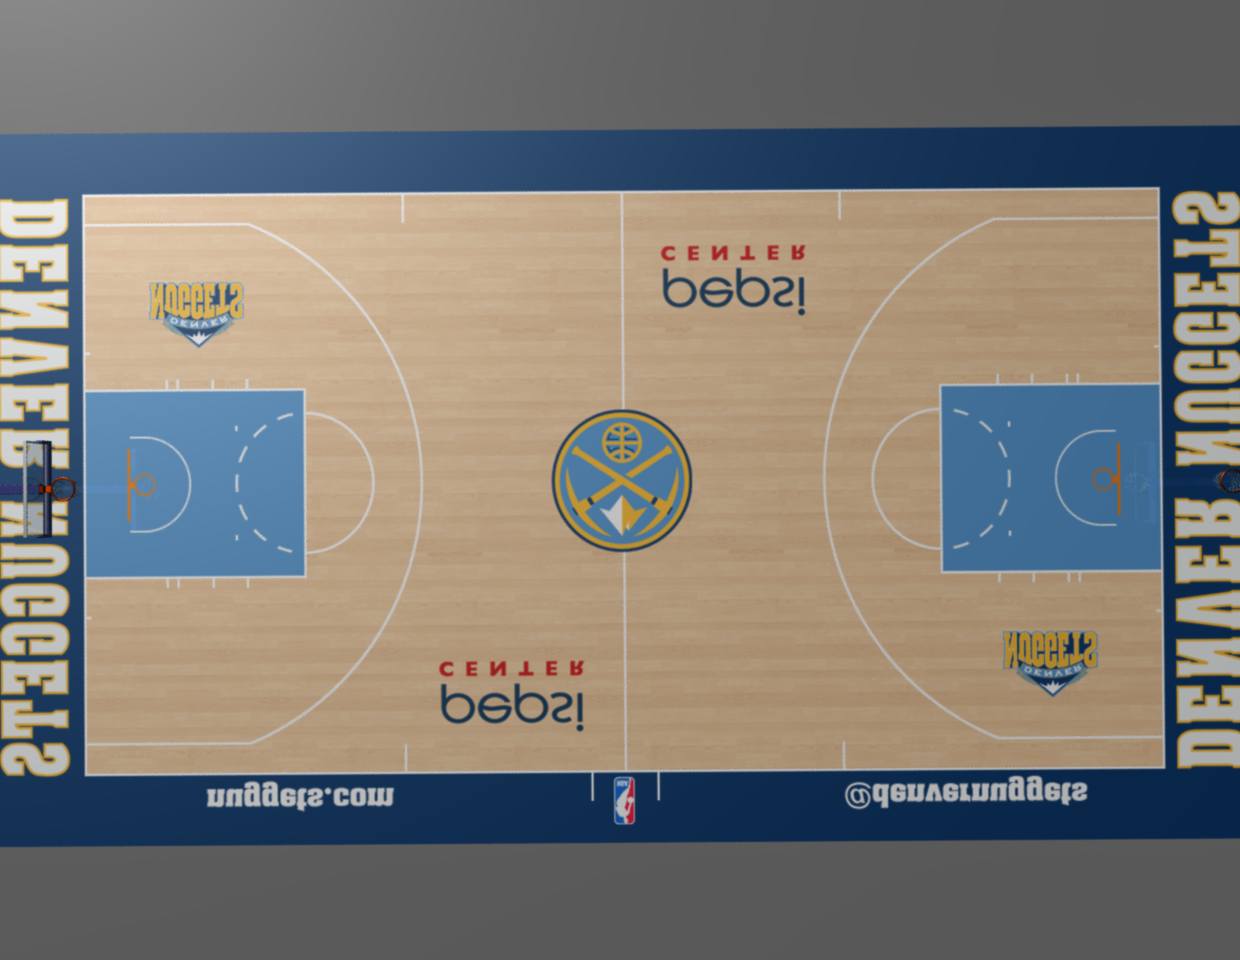 DENVER NUGGETS
NUGGETS
DENVER
CENTER
pepsi
CENTER
pepsi
NUGGETS
DENVER
DENVER NUGGETS
nuggets.com
@denvernuggets